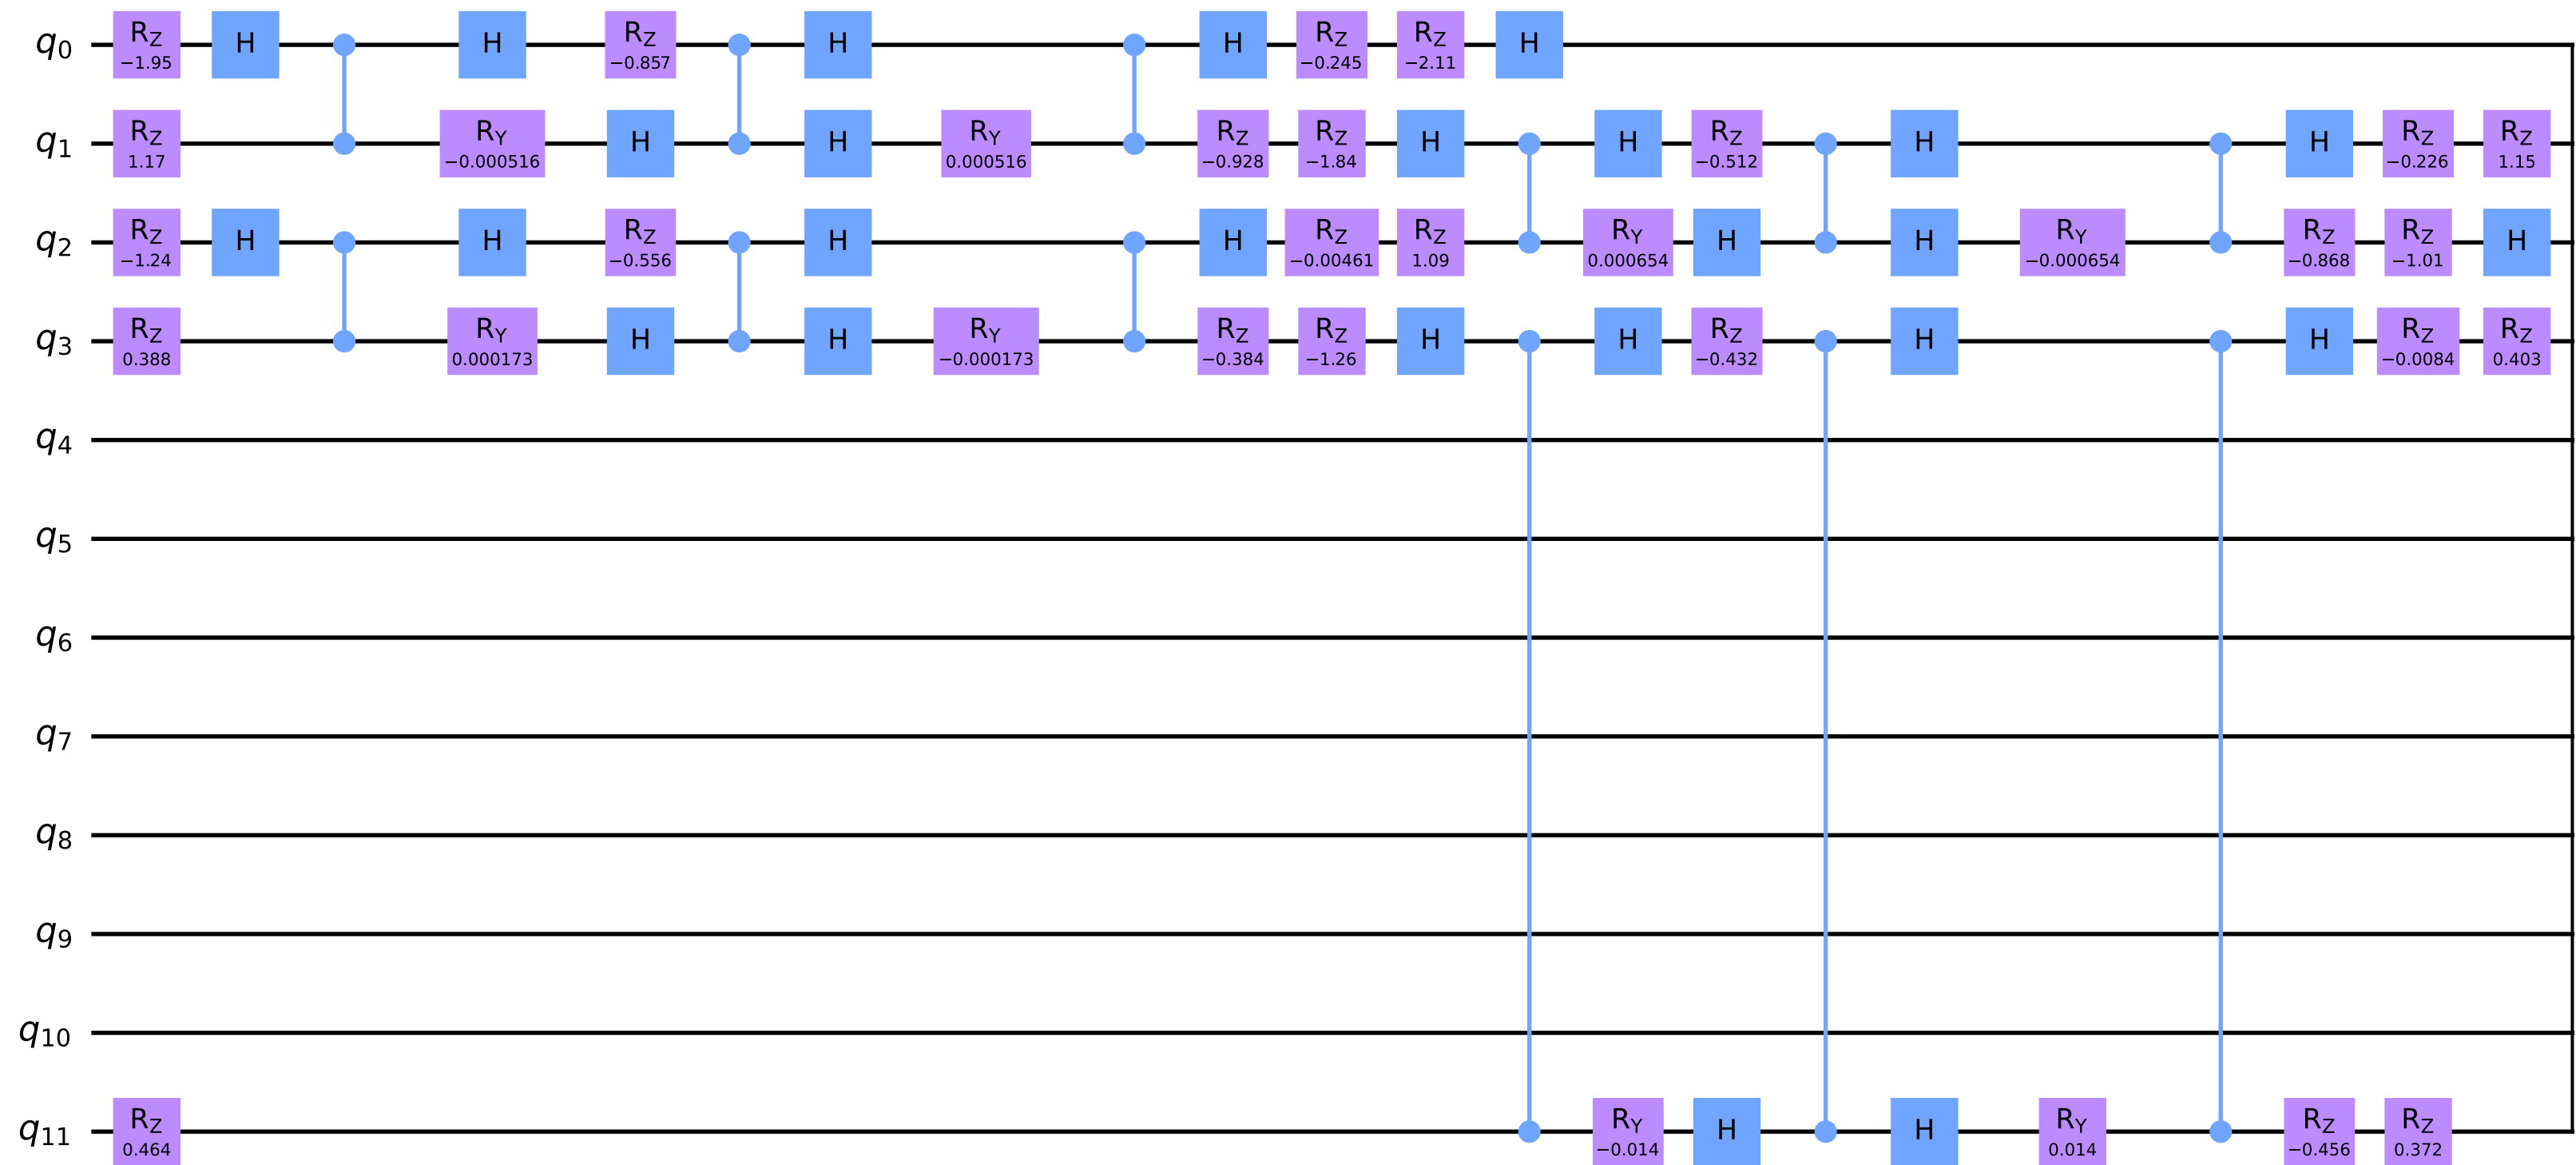 q0 RZ −1.95 H H RZ −0.857 H H RZ −0.245 RZ −2.11 H
q1 RZ 1.17 RY −0.000516 H H RY 0.000516 RZ −0.928 RZ −1.84 H H RZ −0.512 H H RZ −0.226 RZ 1.15
q2 RZ −1.24 H H RZ −0.556 H H RZ −0.00461 RZ 1.09 RY 0.000654 H H RY −0.000654 RZ −0.868 RZ −1.01 H
q3 RZ 0.388 RY 0.000173 H H RY −0.000173 RZ −0.384 RZ −1.26 H H RZ −0.432 H H RZ −0.0084 RZ 0.403
q4
q5
q6
q7
q8
q9
q10
q11 RZ 0.464 RY −0.014 H H RY 0.014 RZ −0.456 RZ 0.372